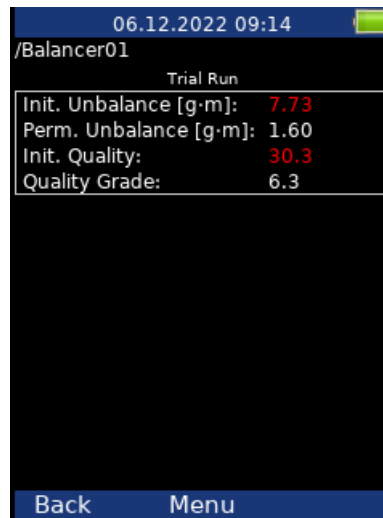 06.12.2022 09:14
/Balancer01
Trial Run
Init. Unbalance [g·m]: 7.73
Perm. Unbalance [g·m]: 1.60
Init. Quality: 30.3
Quality Grade: 6.3
Back Menu